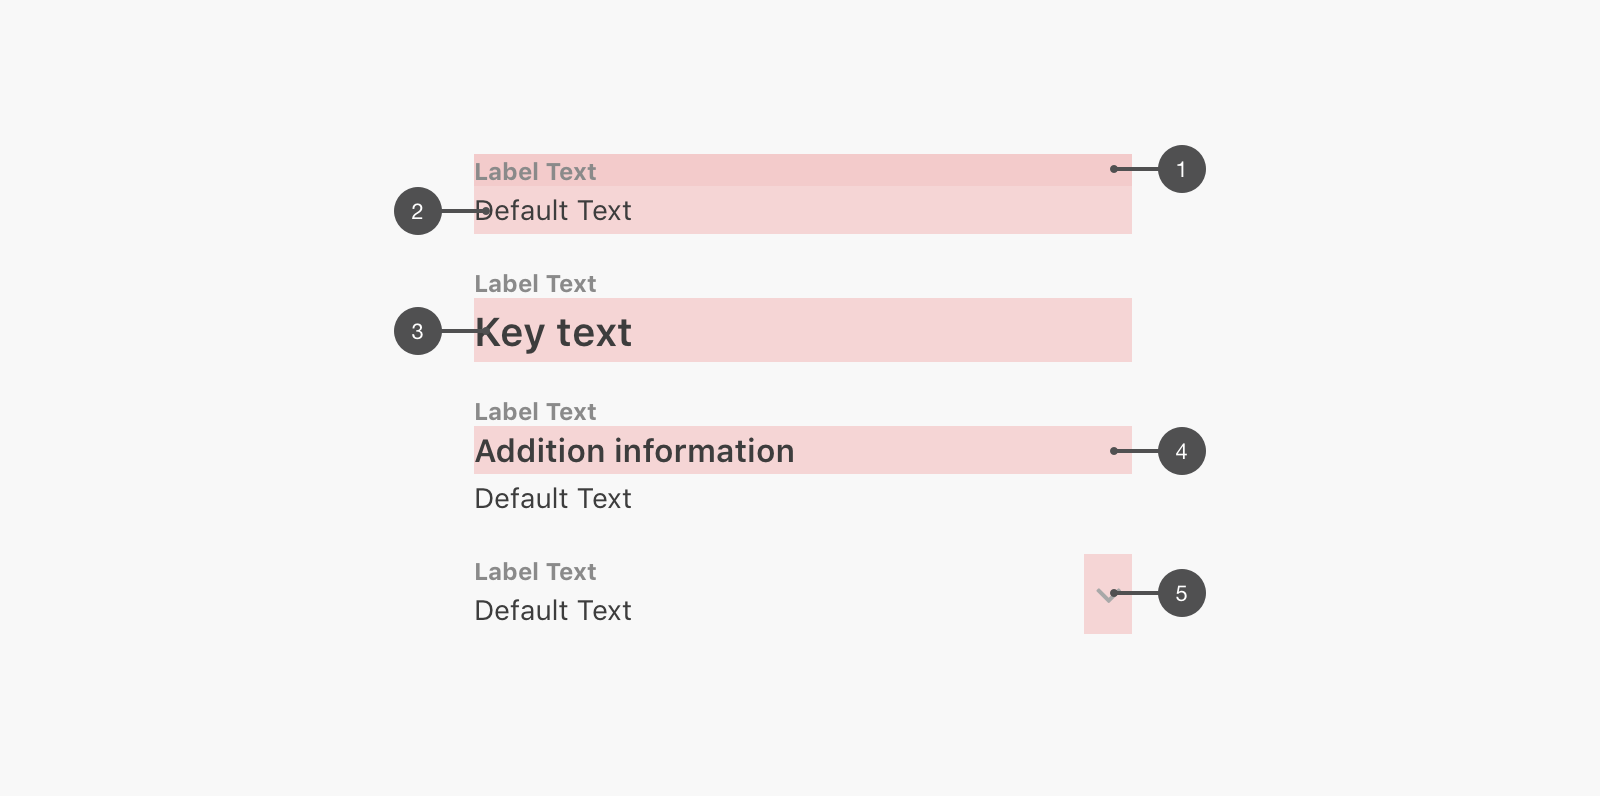 Label Text
1
2
Default Text
Label Text
3
Key text
Label Text
Addition information
4
Default Text
Label Text
5
Default Text